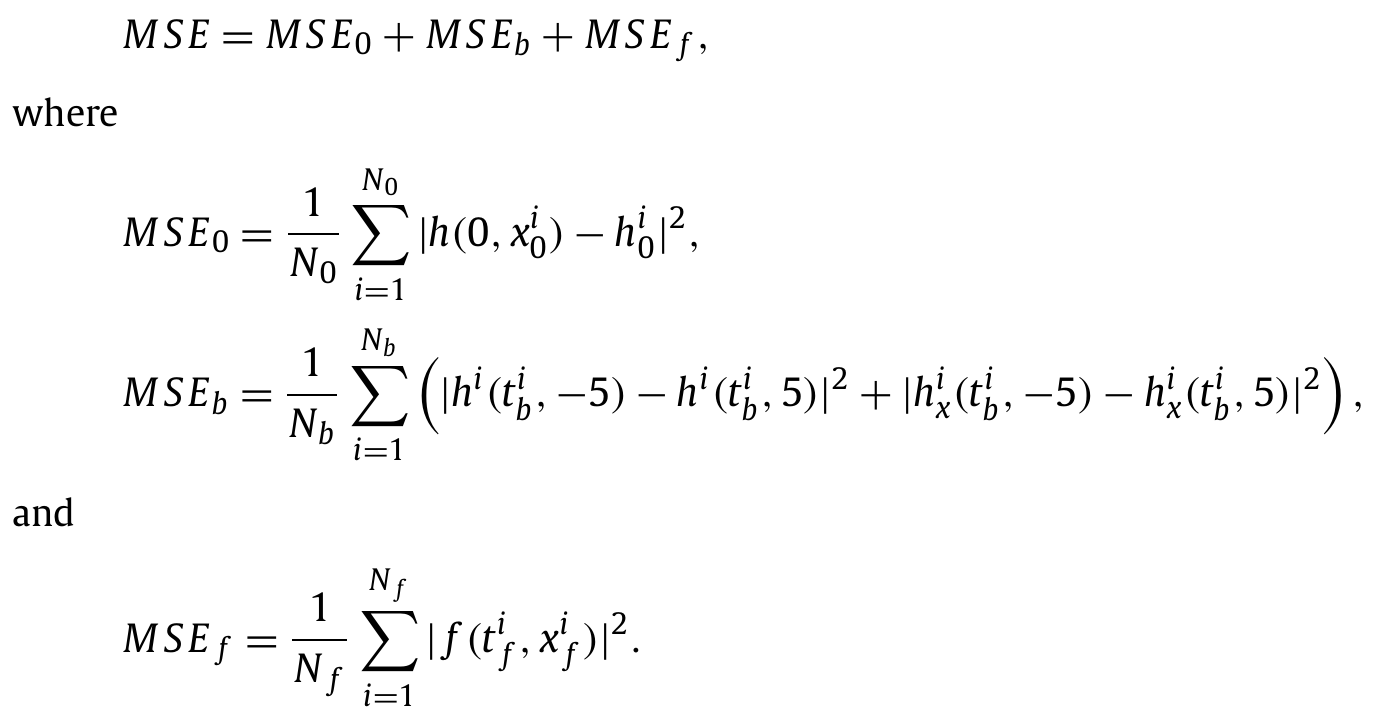 $MSE = MSE_0 + MSE_b + MSE_f,$
where
$MSE_0 = \frac{1}{N_0} \sum_{i=1}^{N_0} |h(0, x_0^i) - h_0^i|^2,$
$MSE_b = \frac{1}{N_b} \sum_{i=1}^{N_b} \left( |h^i(t_b^i, -5) - h^i(t_b^i, 5)|^2 + |h_x^i(t_b^i, -5) - h_x^i(t_b^i, 5)|^2 \right),$
and
$MSE_f = \frac{1}{N_f} \sum_{i=1}^{N_f} |f(t_f^i, x_f^i)|^2.$